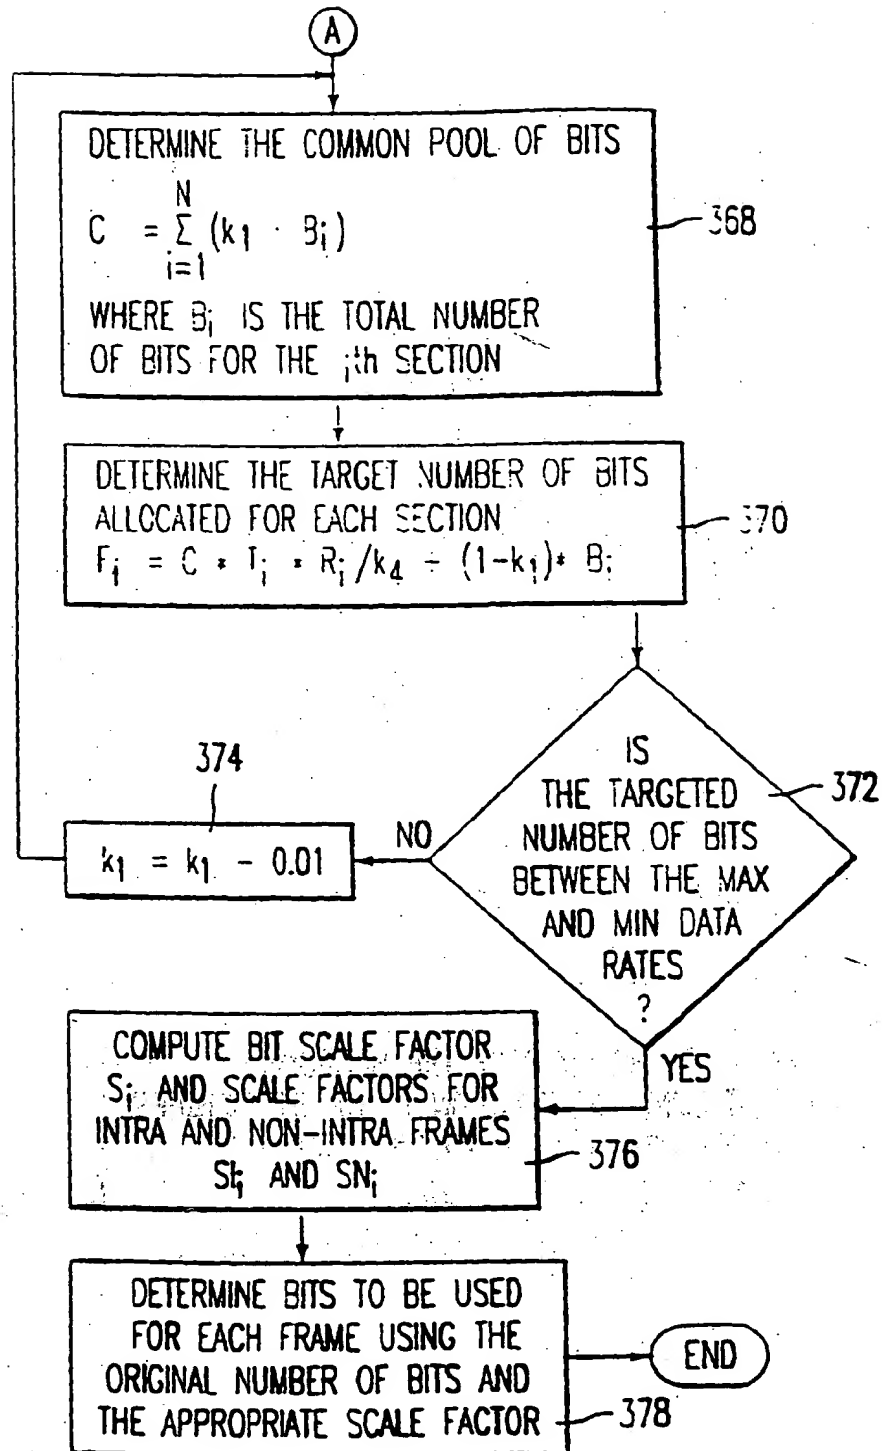 A
DETERMINE THE COMMON POOL OF BITS
N
C = Σ (k1 · Bi)
i=1
WHERE Bi IS THE TOTAL NUMBER
OF BITS FOR THE ith SECTION
368
DETERMINE THE TARGET NUMBER OF BITS
ALLOCATED FOR EACH SECTION
Fi = C * Ti * Ri/k4 + (1-k1)* Bi
370
IS
THE TARGETED
NUMBER OF BITS
BETWEEN THE MAX
AND MIN DATA
RATES
?
372
NO
374
k1 = k1 - 0.01
YES
COMPUTE BIT SCALE FACTOR
Si AND SCALE FACTORS FOR
INTRA AND NON-INTRA FRAMES
SIi AND SNi
376
DETERMINE BITS TO BE USED
FOR EACH FRAME USING THE
ORIGINAL NUMBER OF BITS AND
THE APPROPRIATE SCALE FACTOR
378
END